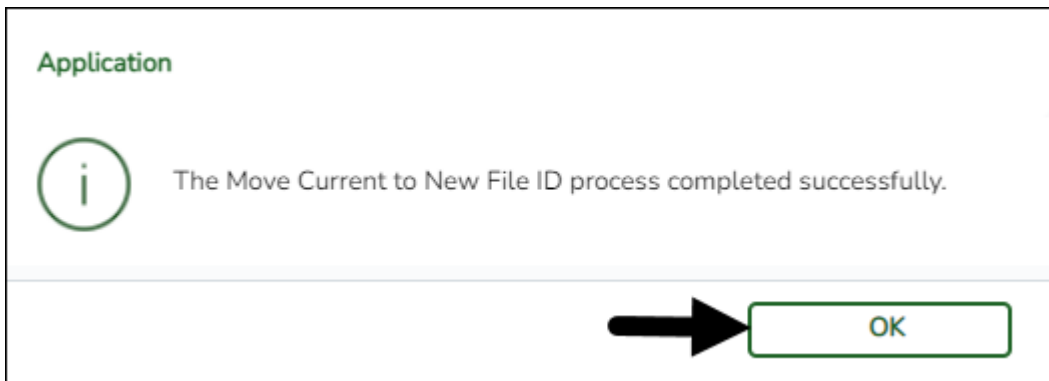 Application
The Move Current to New File ID process completed successfully.
OK